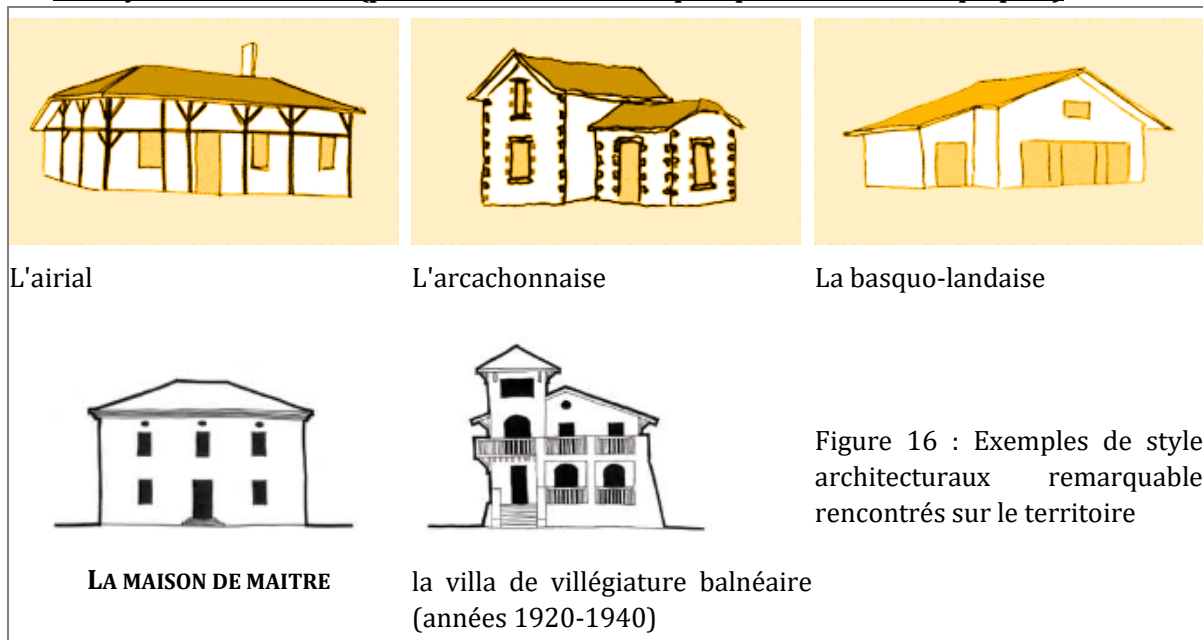 L'airial
L'arcachonnaise
La basquo-landaise
LA MAISON DE MAITRE
la villa de villégiature balnéaire
(années 1920-1940)
Figure 16 : Exemples de style
architecturaux remarquable
rencontrés sur le territoire